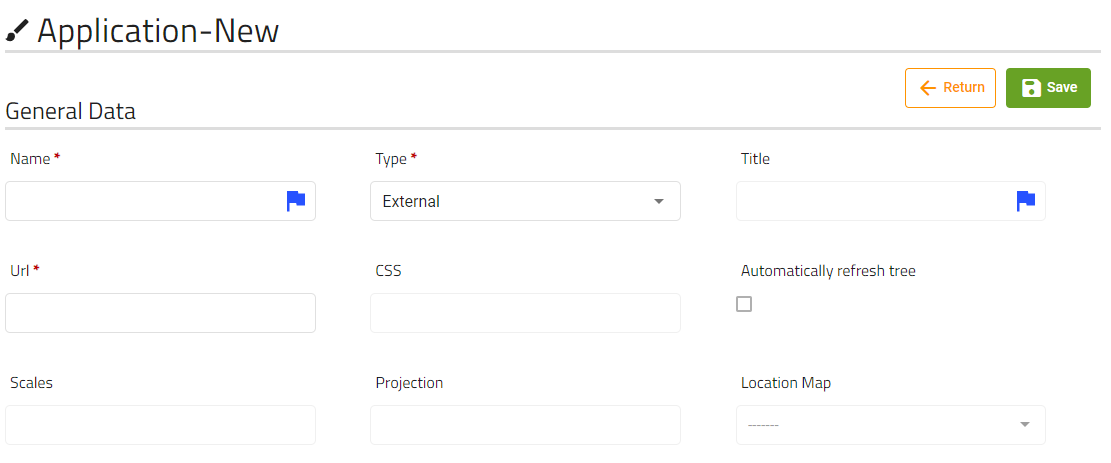 Application-New
Return Save
General Data
Name * Type * Title
External
Url * CSS Automatically refresh tree
Scales Projection Location Map
-------